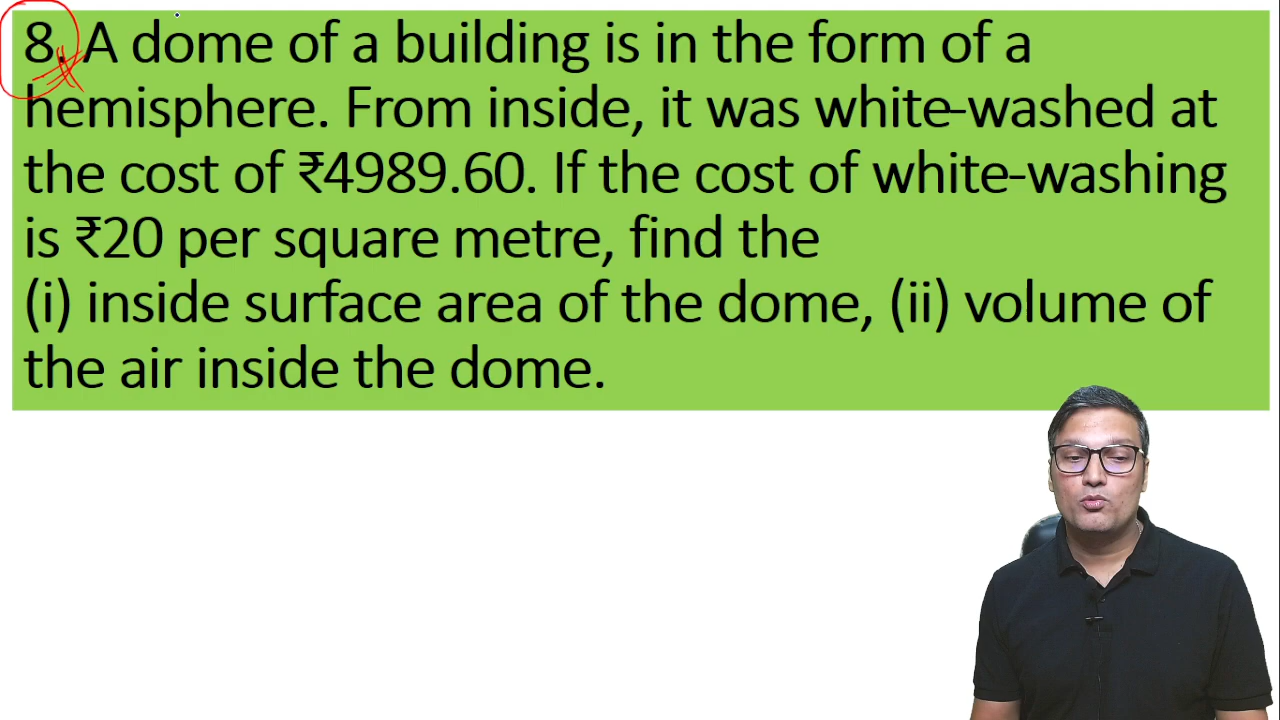 8. A dome of a building is in the form of a
hemisphere. From inside, it was white-washed at
the cost of ₹4989.60. If the cost of white-washing
is ₹20 per square metre, find the
(i) inside surface area of the dome, (ii) volume of
the air inside the dome.